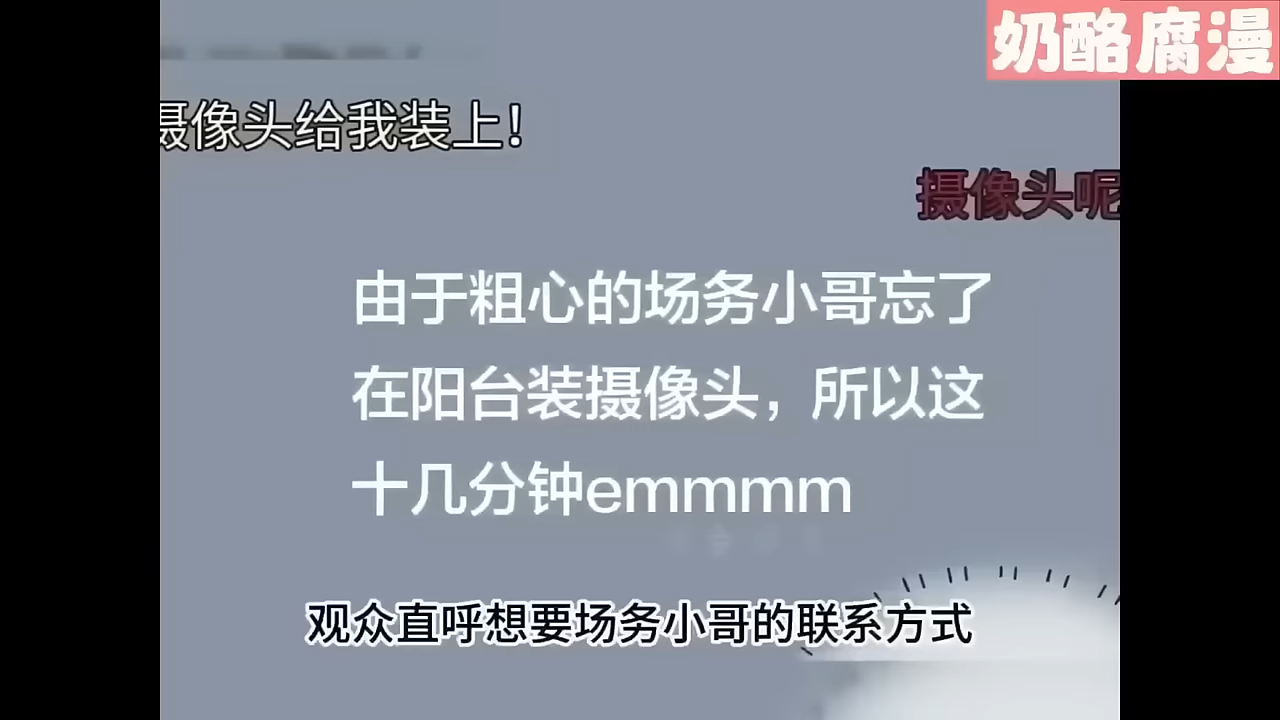 奶酪腐漫
摄像头给我装上！
摄像头呢
由于粗心的场务小哥忘了
在阳台装摄像头，所以这
十几分钟emmmm
观众直呼想要场务小哥的联系方式